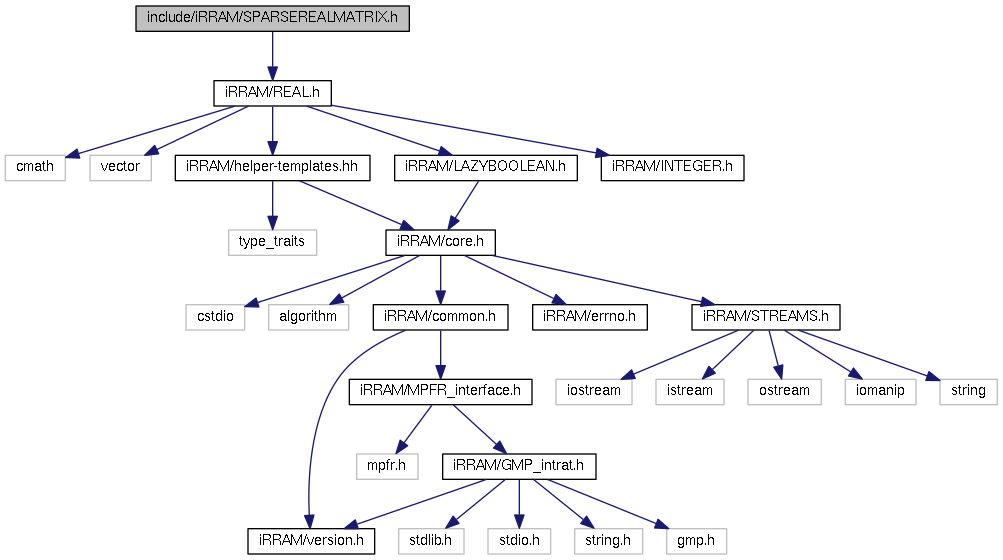 include/iRRAM/SPARSEREALMATRIX.h
iRRAM/REAL.h
cmath
vector
iRRAM/helper-templates.hh
iRRAM/LAZYBOOLEAN.h
iRRAM/INTEGER.h
type_traits
iRRAM/core.h
cstdio
algorithm
iRRAM/common.h
iRRAM/errno.h
iRRAM/STREAMS.h
iRRAM/MPFR_interface.h
iostream
istream
ostream
iomanip
string
mpfr.h
iRRAM/GMP_intrat.h
iRRAM/version.h
stdlib.h
stdio.h
string.h
gmp.h